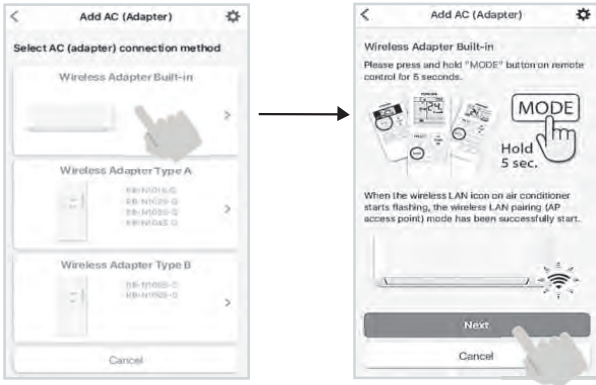 Add AC (Adapter)
Select AC (adapter) connection method
Wireless Adapter Built-in
Wireless Adapter Type A
Wireless Adapter Type B
Cancel
Add AC (Adapter)
Wireless Adapter Built-in
Please press and hold "MODE" button on remote
control for 5 seconds.
MODE
Hold
5 sec.
When the wireless LAN icon on air conditioner
starts flashing, the wireless LAN pairing (AP
access point) mode has been successfully start.
Next
Cancel